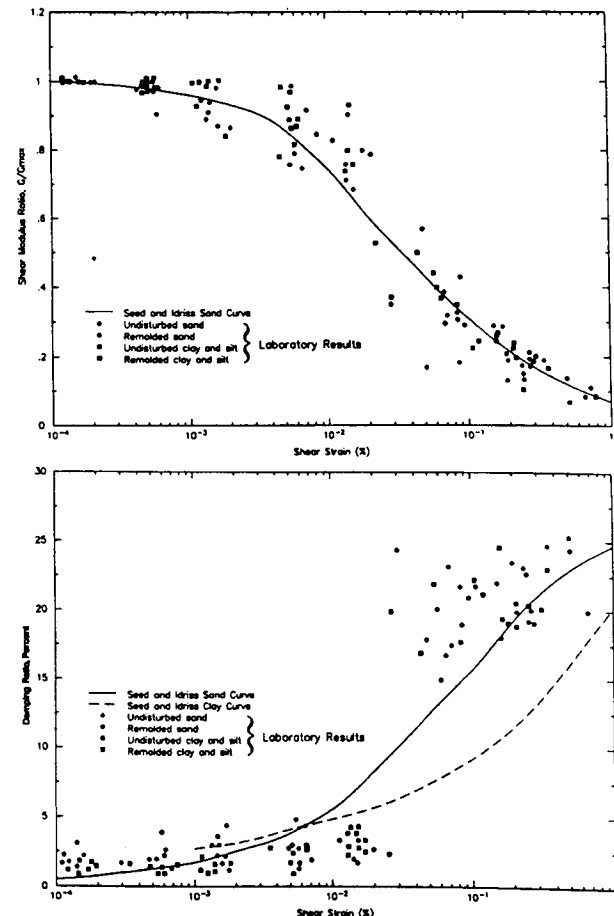 1.2
1
.8
.6
.4
.2
0
Shear Modulus Ratio, G/Gmax
Seed and Idriss Sand Curve
Undisturbed sand
Remolded sand
Undisturbed clay and silt
Remolded clay and silt
Laboratory Results
10⁻⁴
10⁻³
10⁻²
10⁻¹
1
Shear Strain (%)
30
25
20
15
10
5
0
Damping Ratio, Percent
Seed and Idriss Sand Curve
Seed and Idriss Clay Curve
Undisturbed sand
Remolded sand
Undisturbed clay and silt
Remolded clay and silt
Laboratory Results
10⁻⁴
10⁻³
10⁻²
10⁻¹
Shear Strain (%)